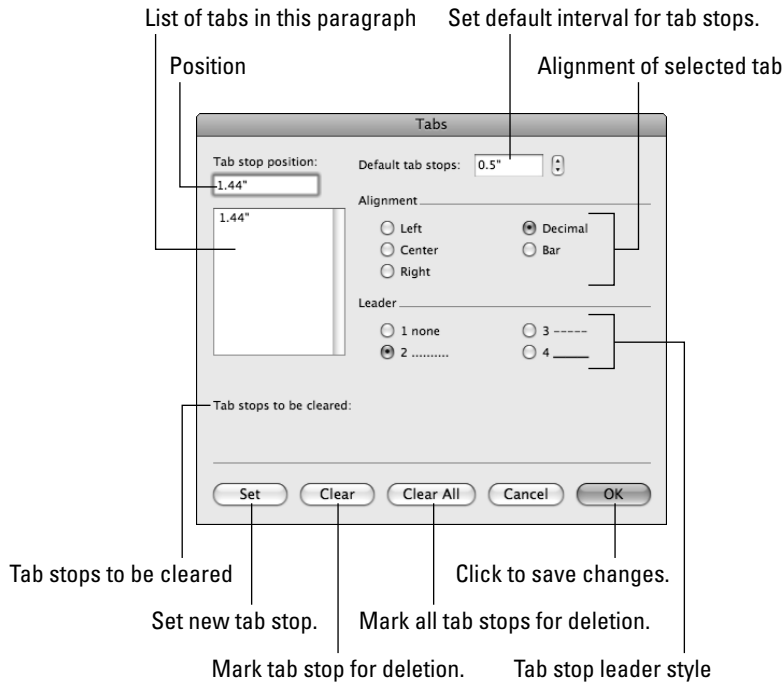 List of tabs in this paragraph
Set default interval for tab stops.
Position
Alignment of selected tab
Tabs
Tab stop position:
Default tab stops: 0.5"
1.44"
Alignment
1.44"
Left
Decimal
Center
Bar
Right
Leader
1 none
3 -----
2 ..........
4 _____
Tab stops to be cleared:
Set
Clear
Clear All
Cancel
OK
Tab stops to be cleared
Click to save changes.
Set new tab stop.
Mark all tab stops for deletion.
Mark tab stop for deletion.
Tab stop leader style